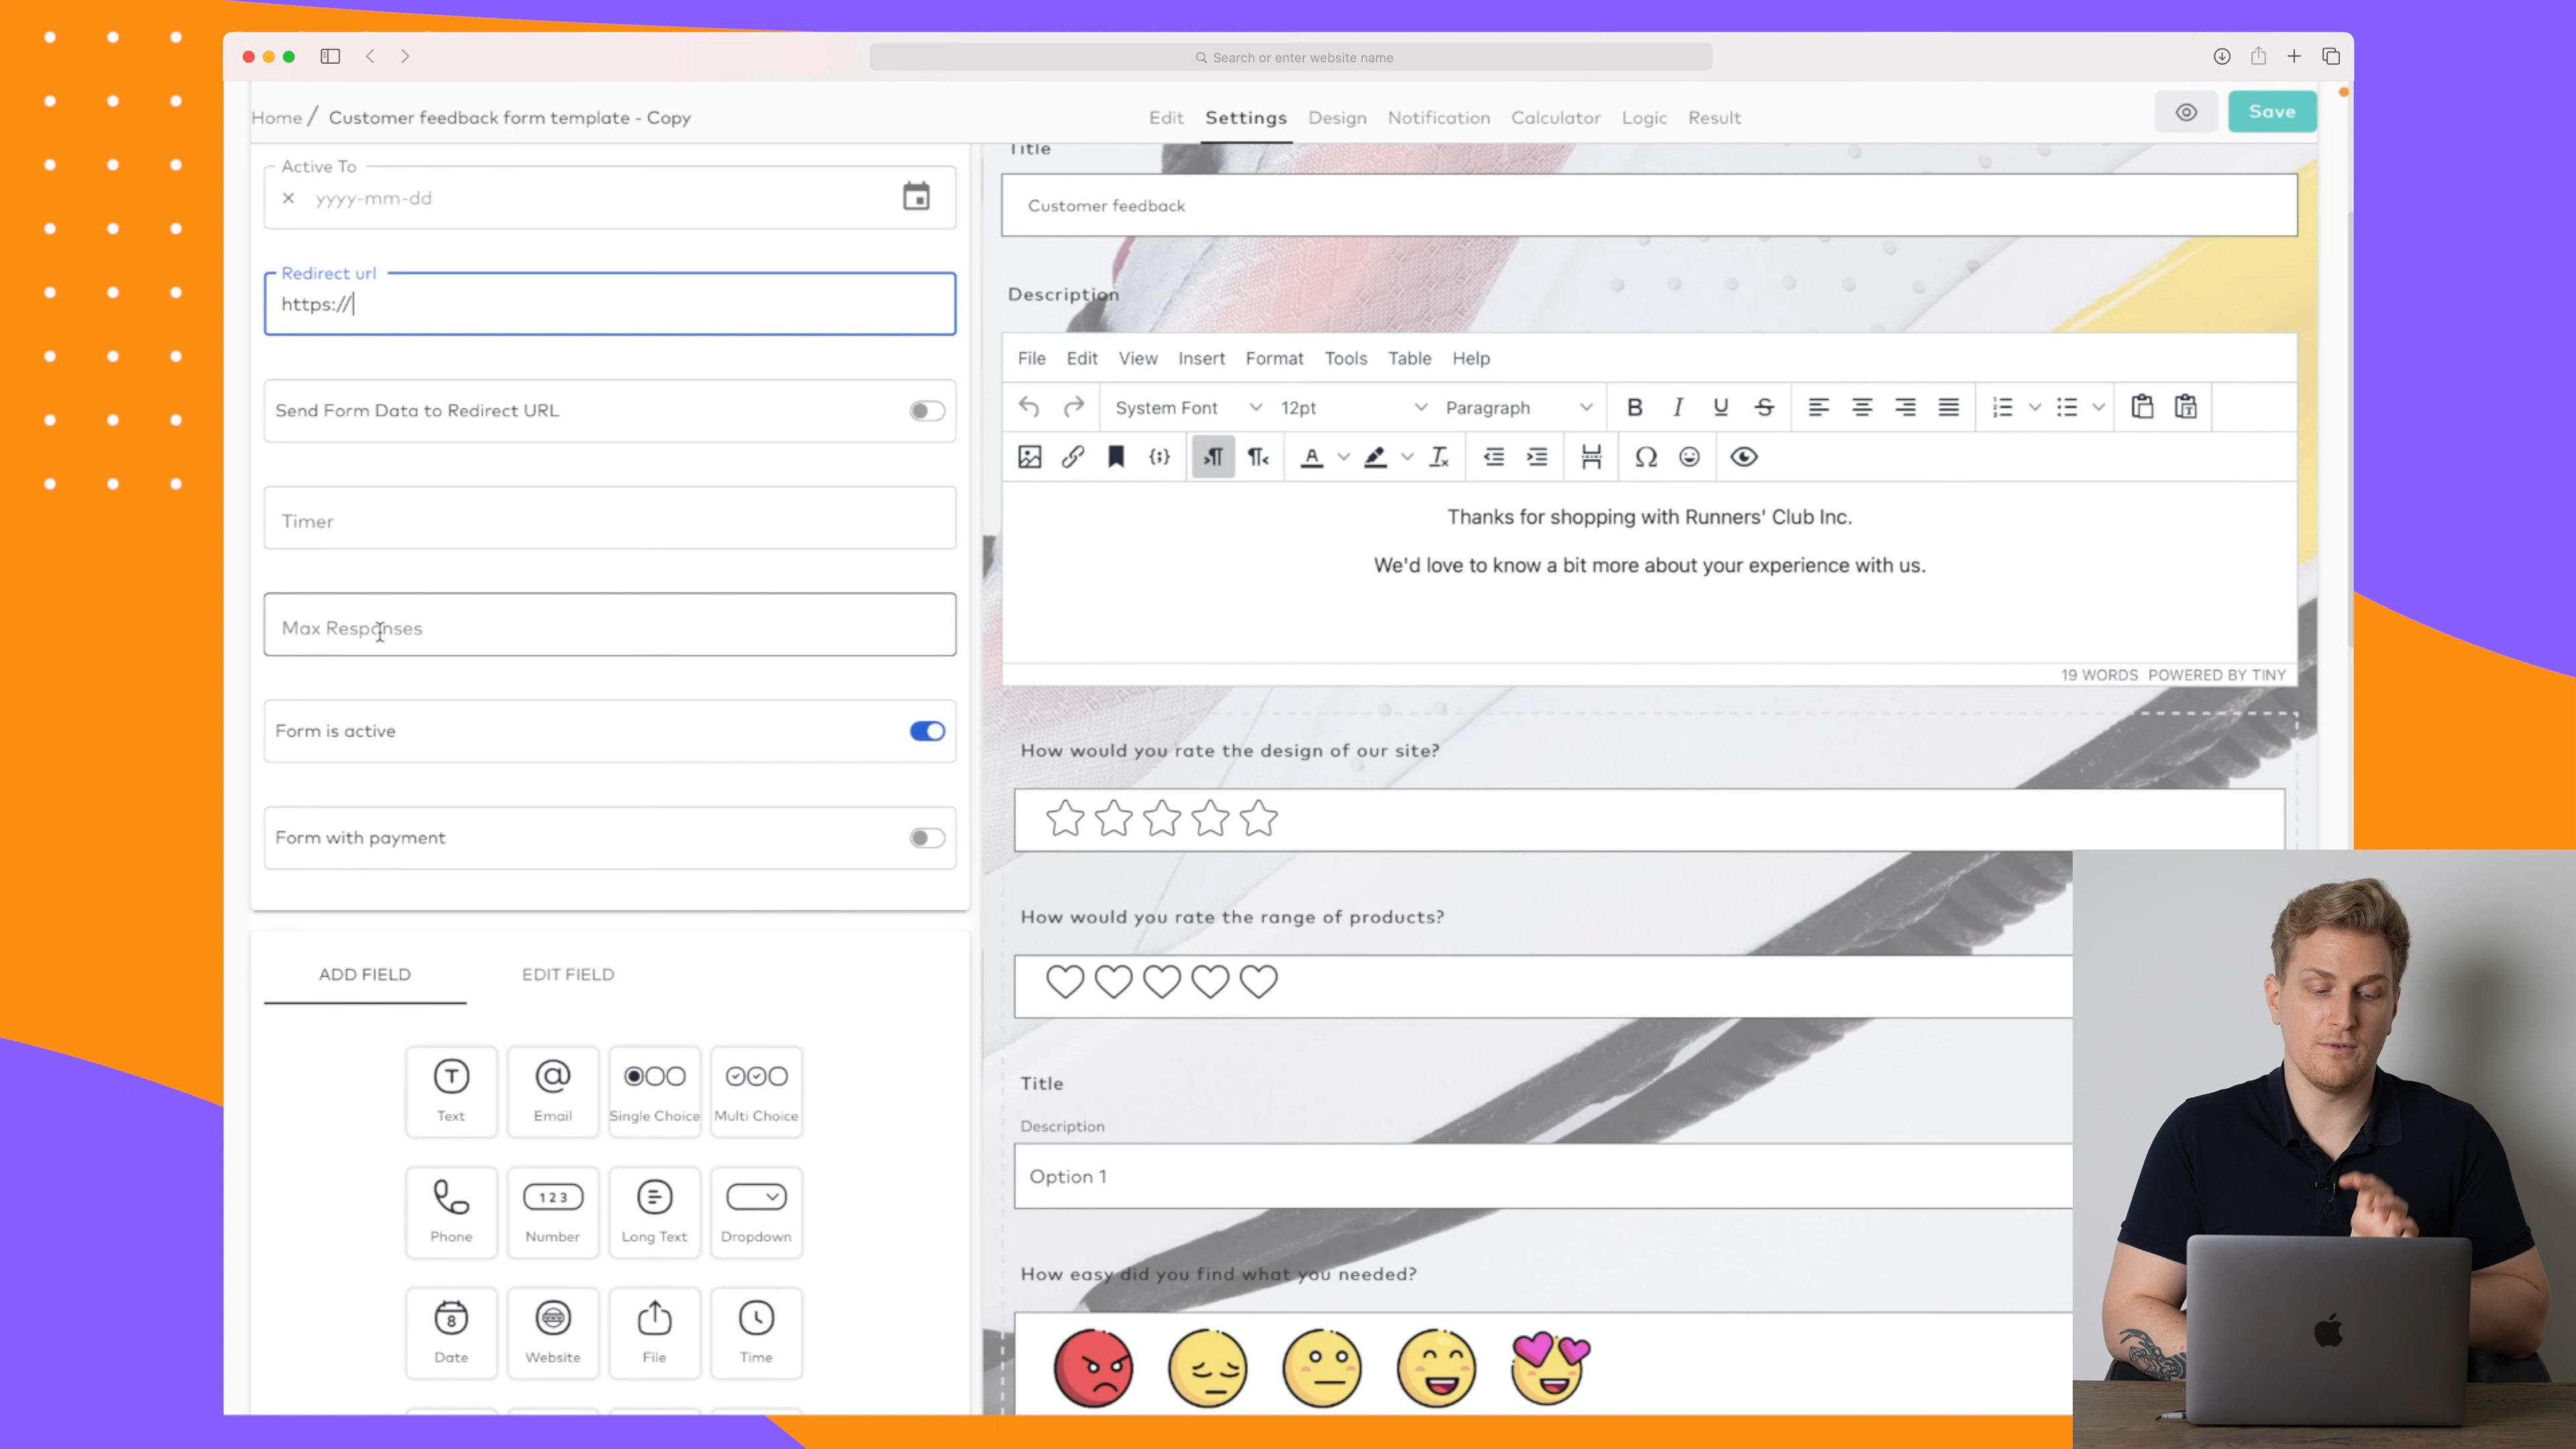 Search or enter website name
Home / Customer feedback form template - Copy
Edit Settings Design Notification Calculator Logic Result
Save
Active To
yyyy-mm-dd
Redirect url
https://
Send Form Data to Redirect URL
Timer
Max Responses
Form is active
Form with payment
ADD FIELD EDIT FIELD
Text Email Single Choice Multi Choice
123
Phone Number Long Text Dropdown
8
Date Website File Time
Title
Customer feedback
Description
File Edit View Insert Format Tools Table Help
System Font 12pt Paragraph
Thanks for shopping with Runners' Club Inc.
We'd love to know a bit more about your experience with us.
19 WORDS POWERED BY TINY
How would you rate the design of our site?
How would you rate the range of products?
Title
Description
Option 1
How easy did you find what you needed?